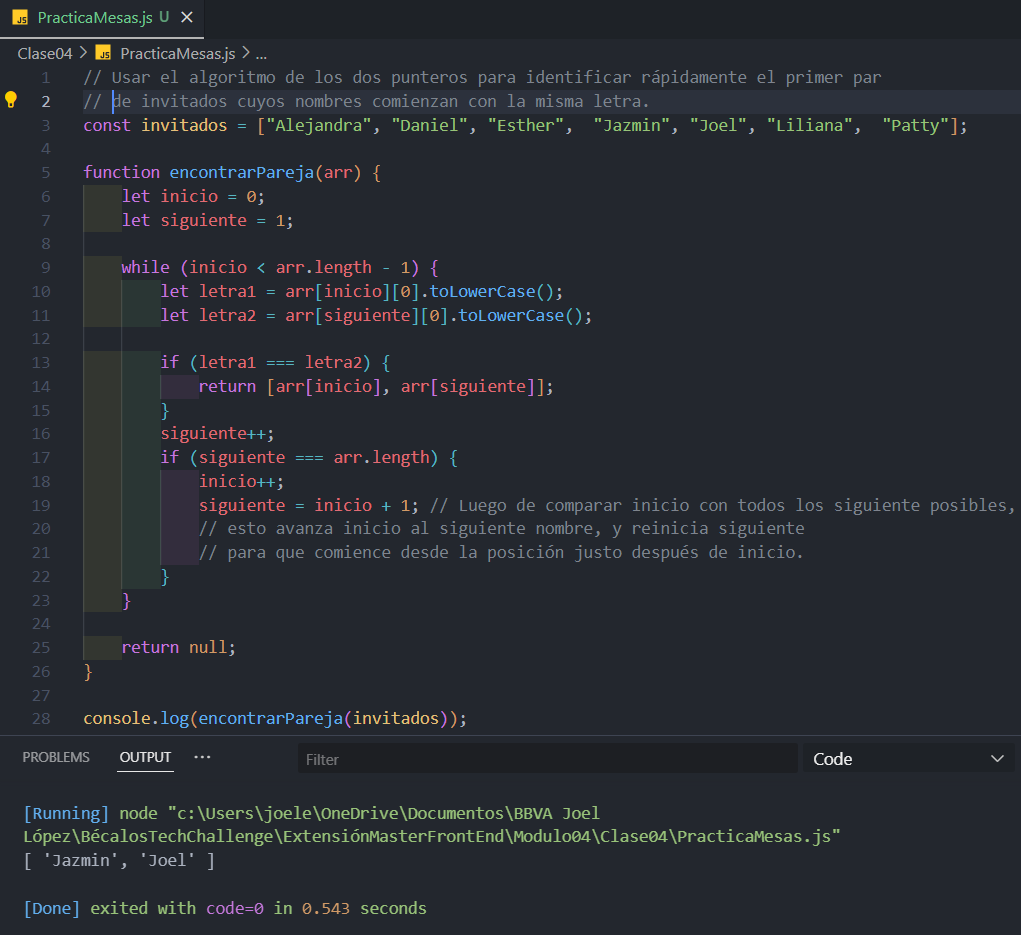 JS PracticaMesas.js U ×
Clase04 > JS PracticaMesas.js > ...
1 // Usar el algoritmo de los dos punteros para identificar rápidamente el primer par
2 // de invitados cuyos nombres comienzan con la misma letra.
3 const invitados = ["Alejandra", "Daniel", "Esther",  "Jazmin", "Joel", "Liliana",  "Patty"];
4
5 function encontrarPareja(arr) {
6     let inicio = 0;
7     let siguiente = 1;
8
9     while (inicio < arr.length - 1) {
10         let letra1 = arr[inicio][0].toLowerCase();
11         let letra2 = arr[siguiente][0].toLowerCase();
12
13         if (letra1 === letra2) {
14             return [arr[inicio], arr[siguiente]];
15         }
16         siguiente++;
17         if (siguiente === arr.length) {
18             inicio++;
19             siguiente = inicio + 1; // Luego de comparar inicio con todos los siguiente posibles,
20             // esto avanza inicio al siguiente nombre, y reinicia siguiente
21             // para que comience desde la posición justo después de inicio.
22         }
23     }
24
25     return null;
26 }
27
28 console.log(encontrarPareja(invitados));
PROBLEMS OUTPUT ··· Filter Code
[Running] node "c:\Users\joele\OneDrive\Documentos\BBVA Joel
López\BécalosTechChallenge\ExtensiónMasterFrontEnd\Modulo04\Clase04\PracticaMesas.js"
[ 'Jazmin', 'Joel' ]
[Done] exited with code=0 in 0.543 seconds